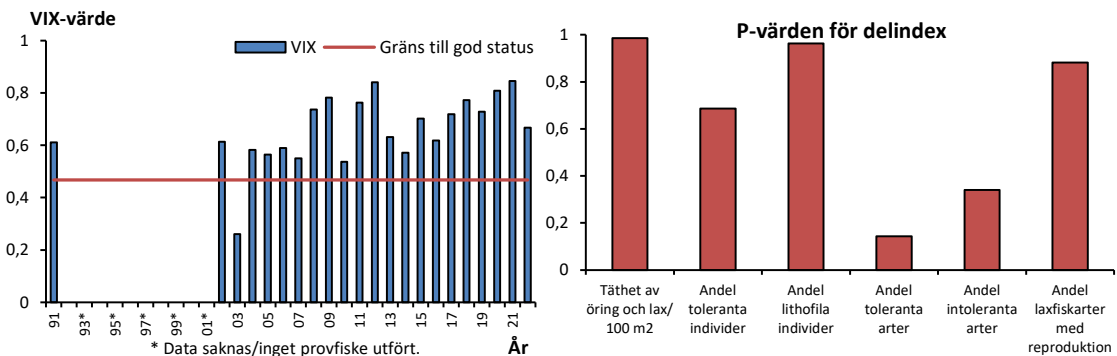 VIX-värde
1
0,8
0,6
0,4
0,2
0
VIX
Gräns till god status
91
93*
95*
97*
99*
01*
03
05
07
09
11
13
15
17
19
21
* Data saknas/inget provfiske utfört.
År
P-värden för delindex
1
0,8
0,6
0,4
0,2
0
Täthet av
öring och lax/
100 m2
Andel
toleranta
individer
Andel
lithofila
individer
Andel
toleranta
arter
Andel
intoleranta
arter
Andel
laxfiskarter
med
reproduktion